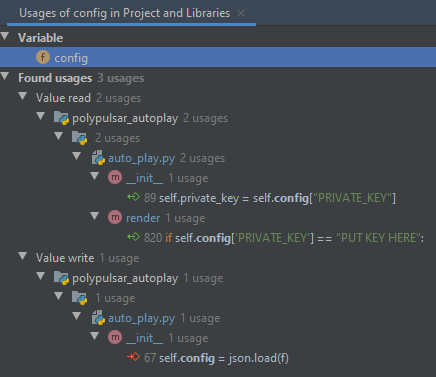 Usages of config in Project and Libraries
Variable
f config
Found usages 3 usages
Value read 2 usages
polypulsar_autoplay 2 usages
2 usages
auto_play.py 2 usages
m __init__ 1 usage
89 self.private_key = self.config["PRIVATE_KEY"]
m render 1 usage
820 if self.config['PRIVATE_KEY'] == "PUT KEY HERE":
Value write 1 usage
polypulsar_autoplay 1 usage
1 usage
auto_play.py 1 usage
m __init__ 1 usage
67 self.config = json.load(f)